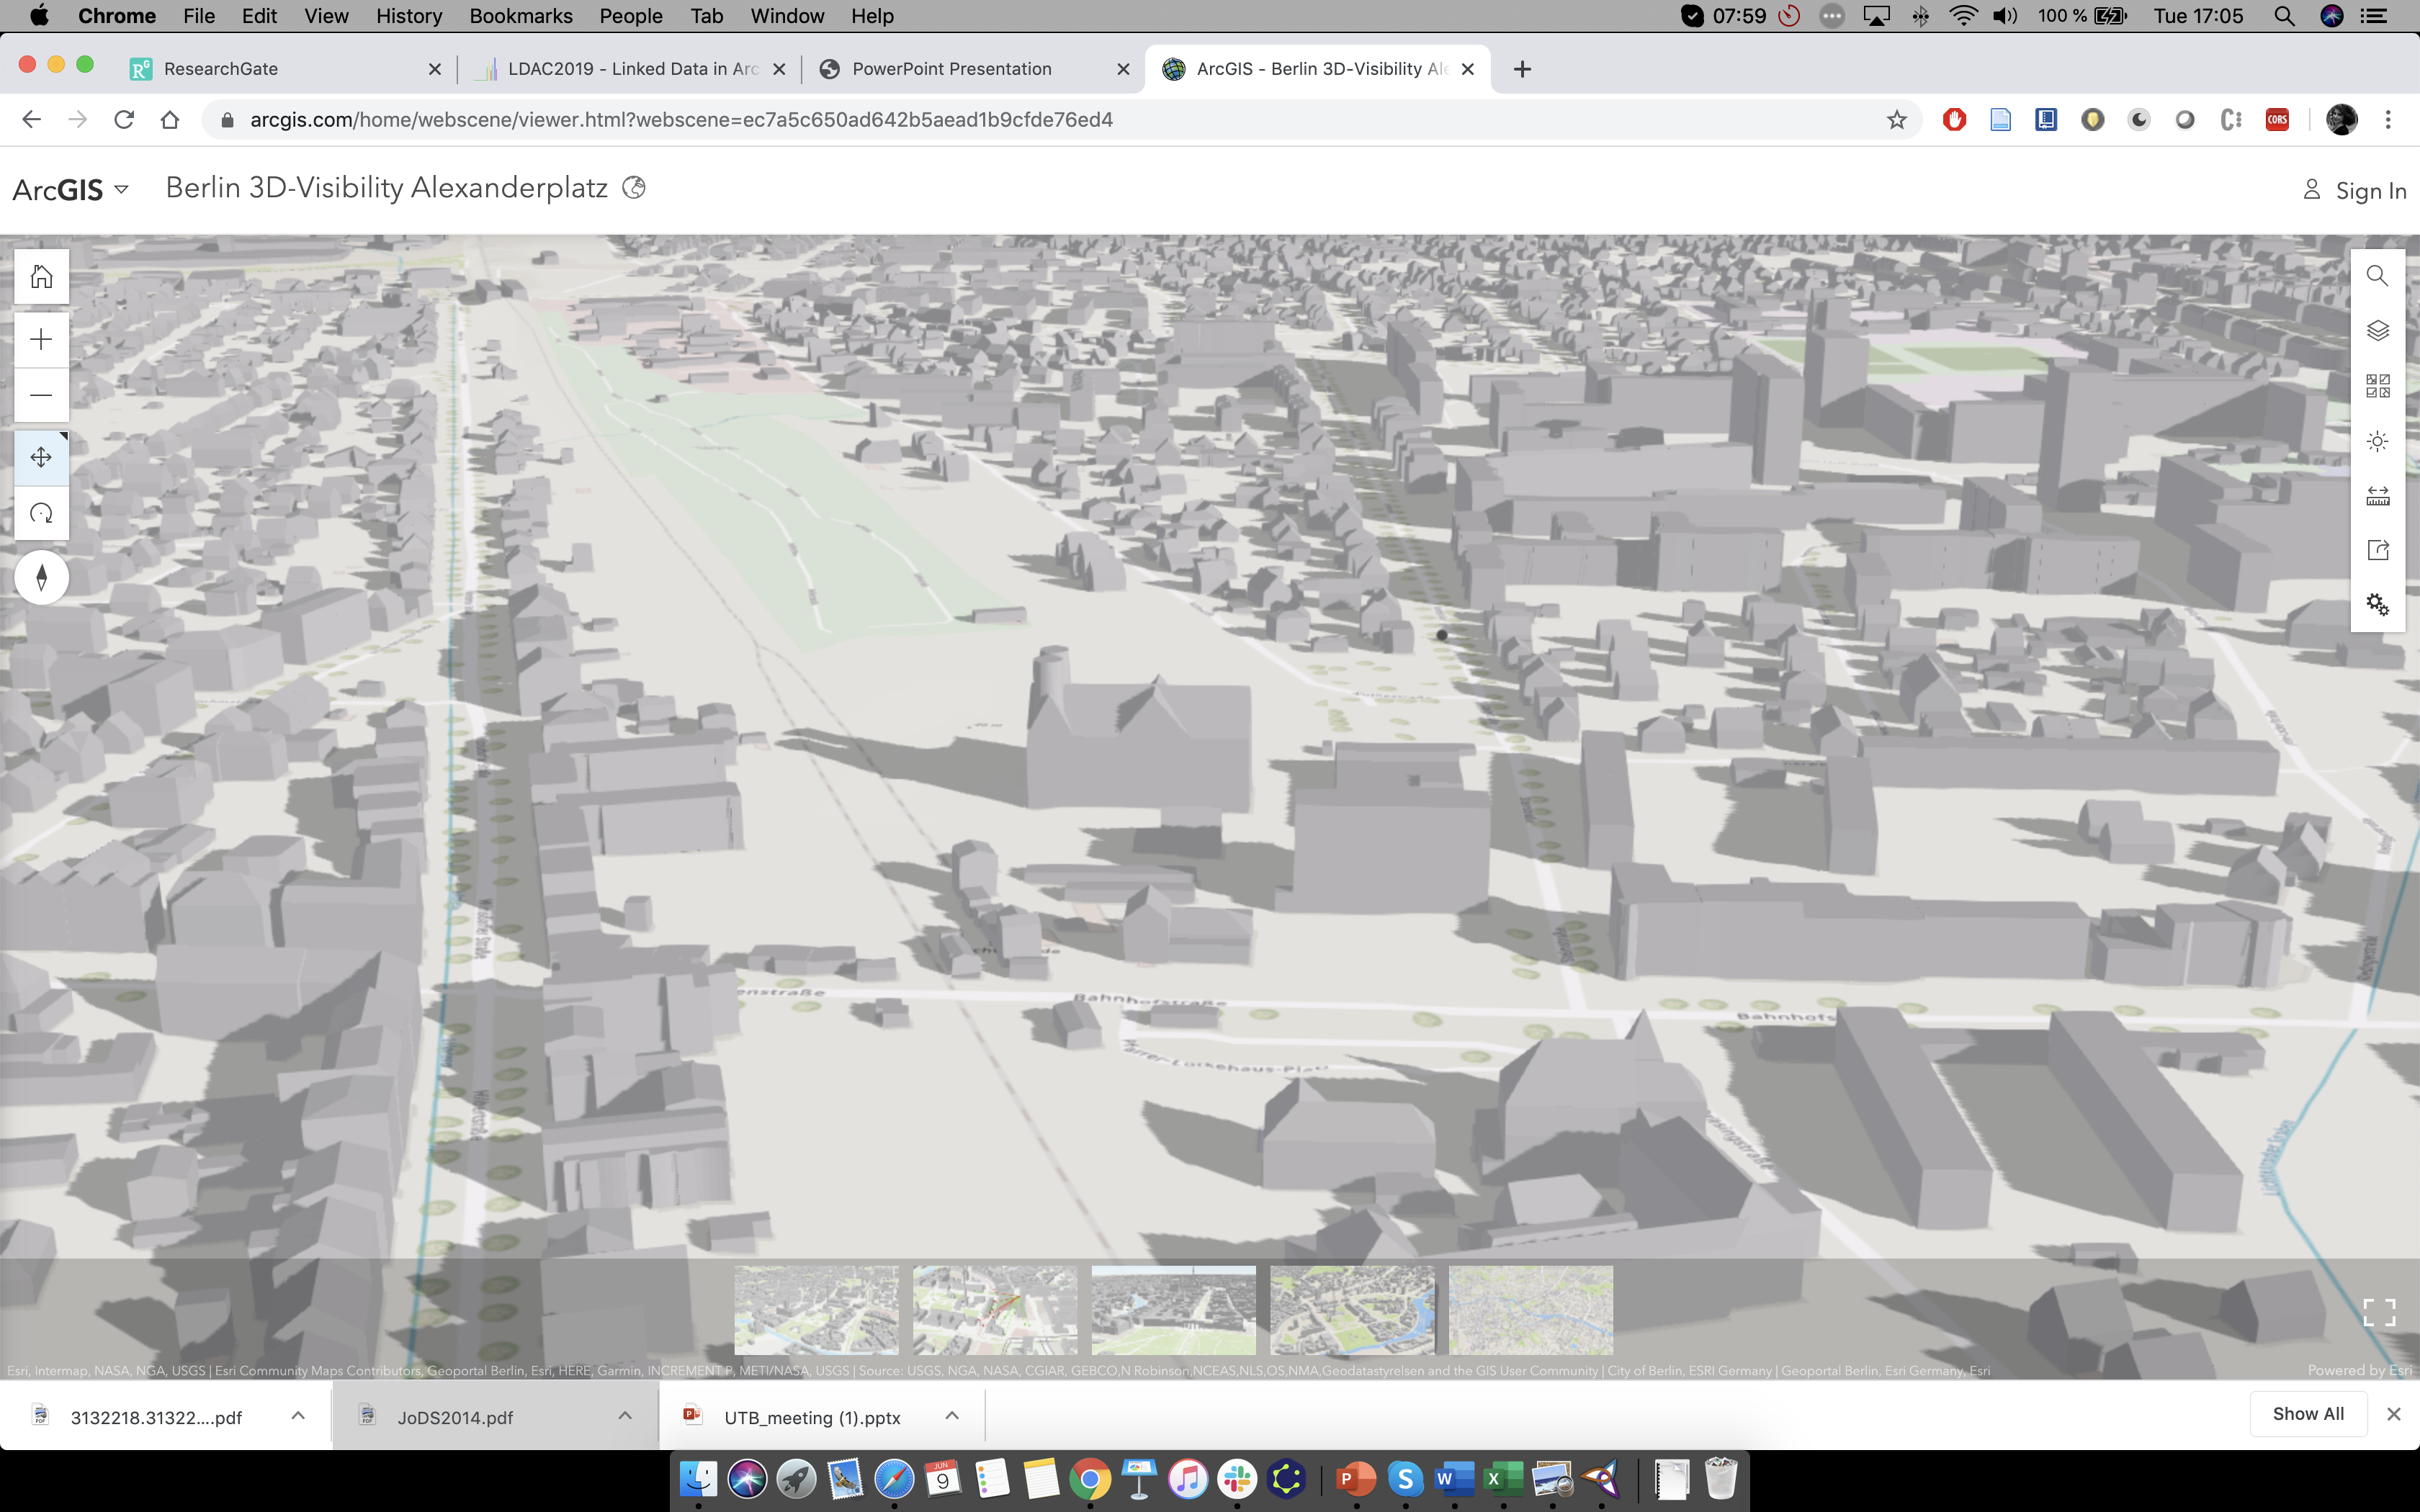 Chrome File Edit View History Bookmarks People Tab Window Help 07:59 100 % Tue 17:05
ResearchGate LDAC2019 - Linked Data in Arc PowerPoint Presentation ArcGIS - Berlin 3D-Visibility Ale
arcgis.com/home/webscene/viewer.html?webscene=ec7a5c650ad642b5aead1b9cfde76ed4 CORS
ArcGIS Berlin 3D-Visibility Alexanderplatz Sign In
enstraße
Bahnhofstraße
Bahnhofs
Esri, Intermap, NASA, NGA, USGS | Esri Community Maps Contributors, Geoportal Berlin, Esri, HERE, Garmin, INCREMENT P, METI/NASA, USGS | Source: USGS, NGA, NASA, CGIAR, GEBCO,N Robinson,NCEAS,NLS,OS,NMA,Geodatastyrelsen and the GIS User Community | City of Berlin, ESRI Germany | Geoportal Berlin, Esri Germany, Esri Powered by Esri
3132218.31322....pdf JoDS2014.pdf UTB_meeting (1).pptx Show All
JUN
9